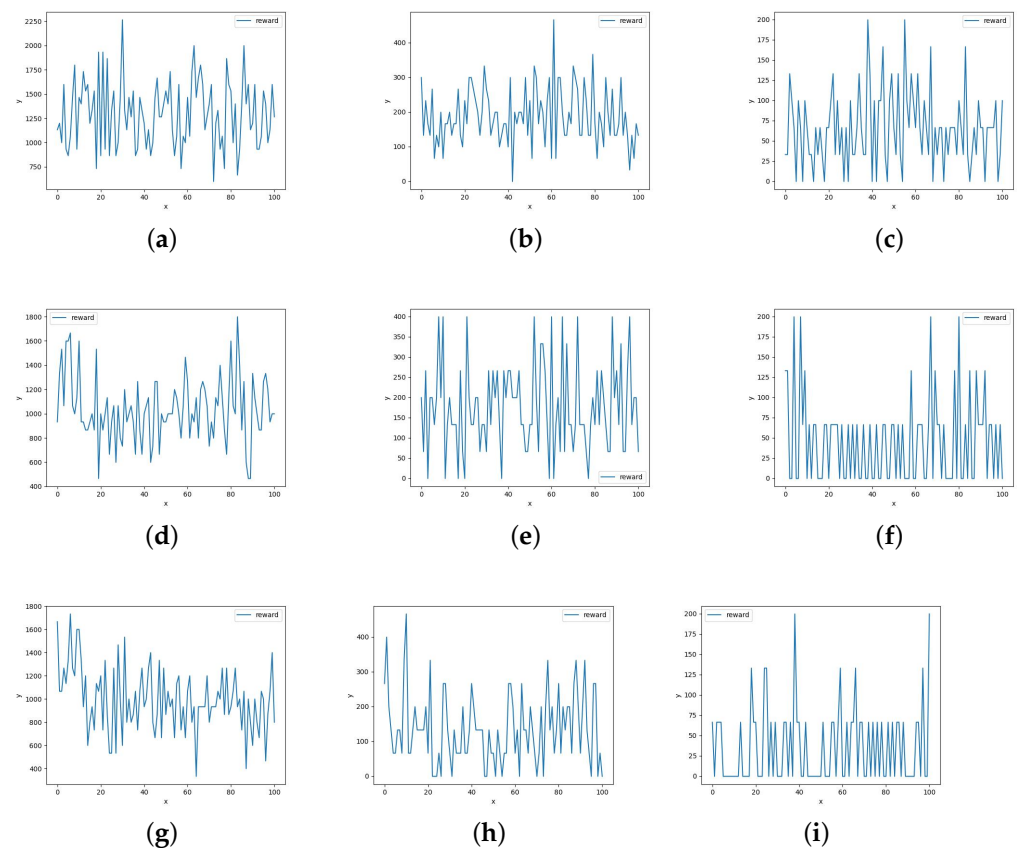 2250
2000
1750
1500
1250
1000
750
y
reward
0 20 40 60 80 100
x
(a)
400
300
200
100
0
y
reward
0 20 40 60 80 100
x
(b)
200
175
150
125
100
75
50
25
0
y
reward
0 20 40 60 80 100
x
(c)
1800
1600
1400
1200
1000
800
600
400
y
reward
0 20 40 60 80 100
x
(d)
400
350
300
250
200
150
100
50
0
y
reward
0 20 40 60 80 100
x
(e)
200
175
150
125
100
75
50
25
0
y
reward
0 20 40 60 80 100
x
(f)
1800
1600
1400
1200
1000
800
600
400
y
reward
0 20 40 60 80 100
x
(g)
400
300
200
100
0
y
reward
0 20 40 60 80 100
x
(h)
200
175
150
125
100
75
50
25
0
y
reward
0 20 40 60 80 100
x
(i)